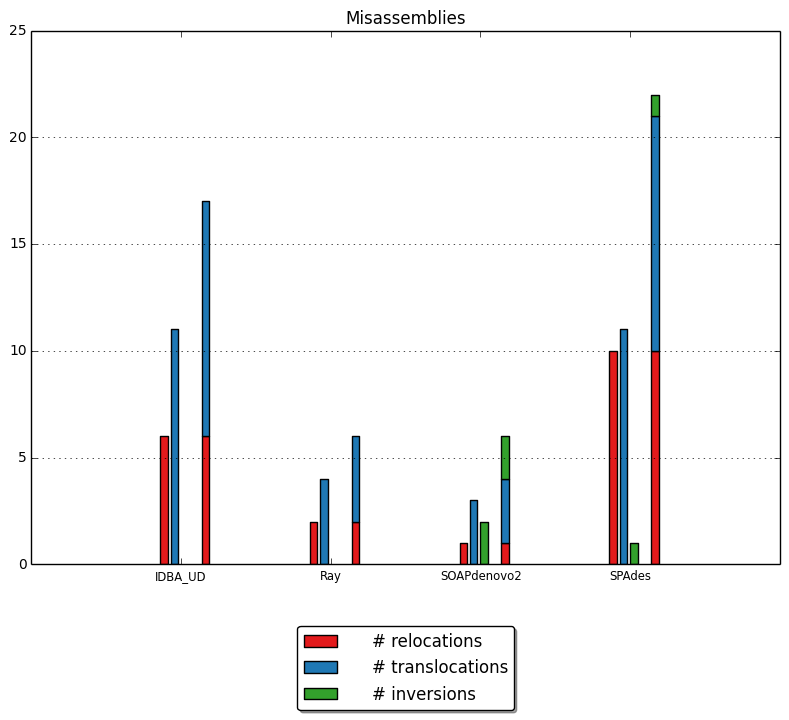 Misassemblies
25
20
15
10
5
0
IDBA_UD Ray SOAPdenovo2 SPAdes
# relocations
# translocations
# inversions